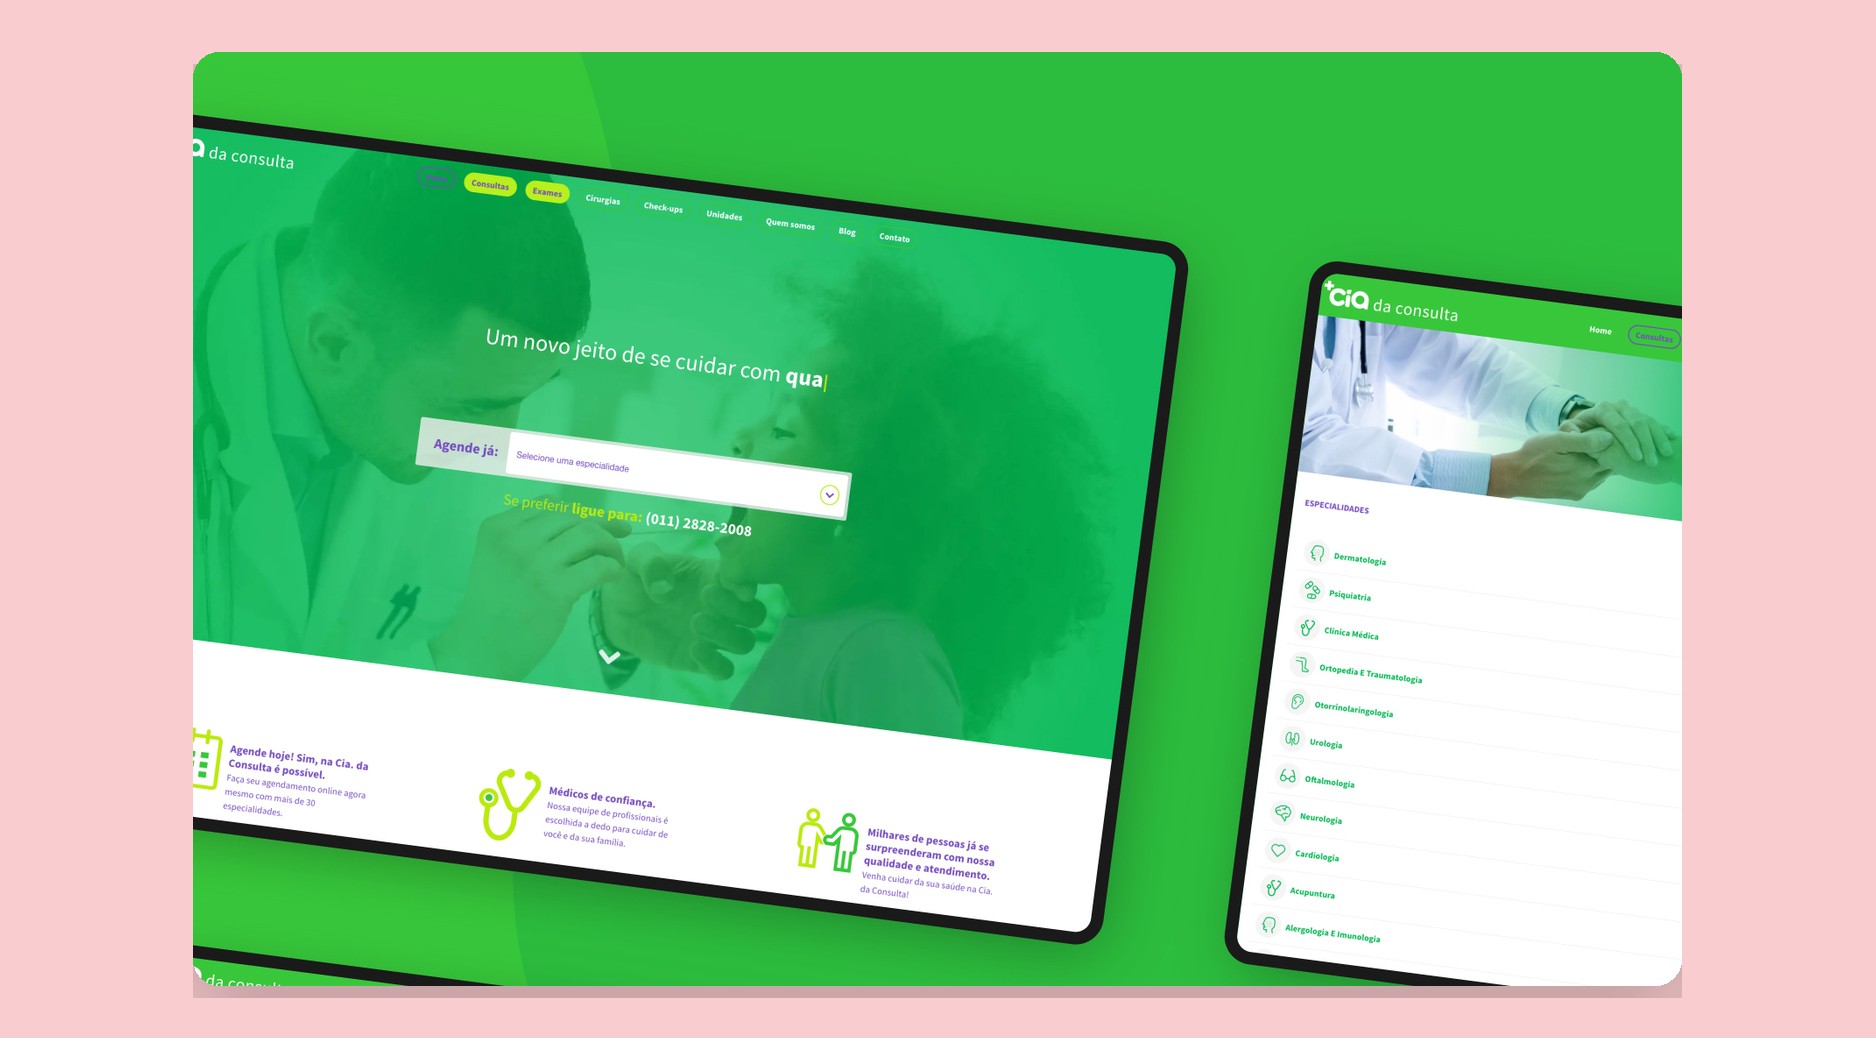 da consulta
Consultas
Exames
Cirurgias
Check-ups
Unidades
Quem somos
Blog
Contato
Um novo jeito de se cuidar com qua
Agende já:
Selecione uma especialidade
Se preferir ligue para: (011) 2828-2008
Agende hoje! Sim, na Cia. da
Consulta é possível.
Faça seu agendamento online agora
mesmo com mais de 30
especialidades.
Médicos de confiança.
Nossa equipe de profissionais é
escolhida a dedo para cuidar de
você e da sua família.
Milhares de pessoas já se
surpreenderam com nossa
qualidade e atendimento.
Venha cuidar da sua saúde na Cia.
da Consulta!
cia da consulta
Home
Consultas
ESPECIALIDADES
Dermatologia
Psiquiatria
Clínica Médica
Ortopedia E Traumatologia
Otorrinolaringologia
Urologia
Oftalmologia
Neurologia
Cardiologia
Acupuntura
Alergologia E Imunologia
da consulta